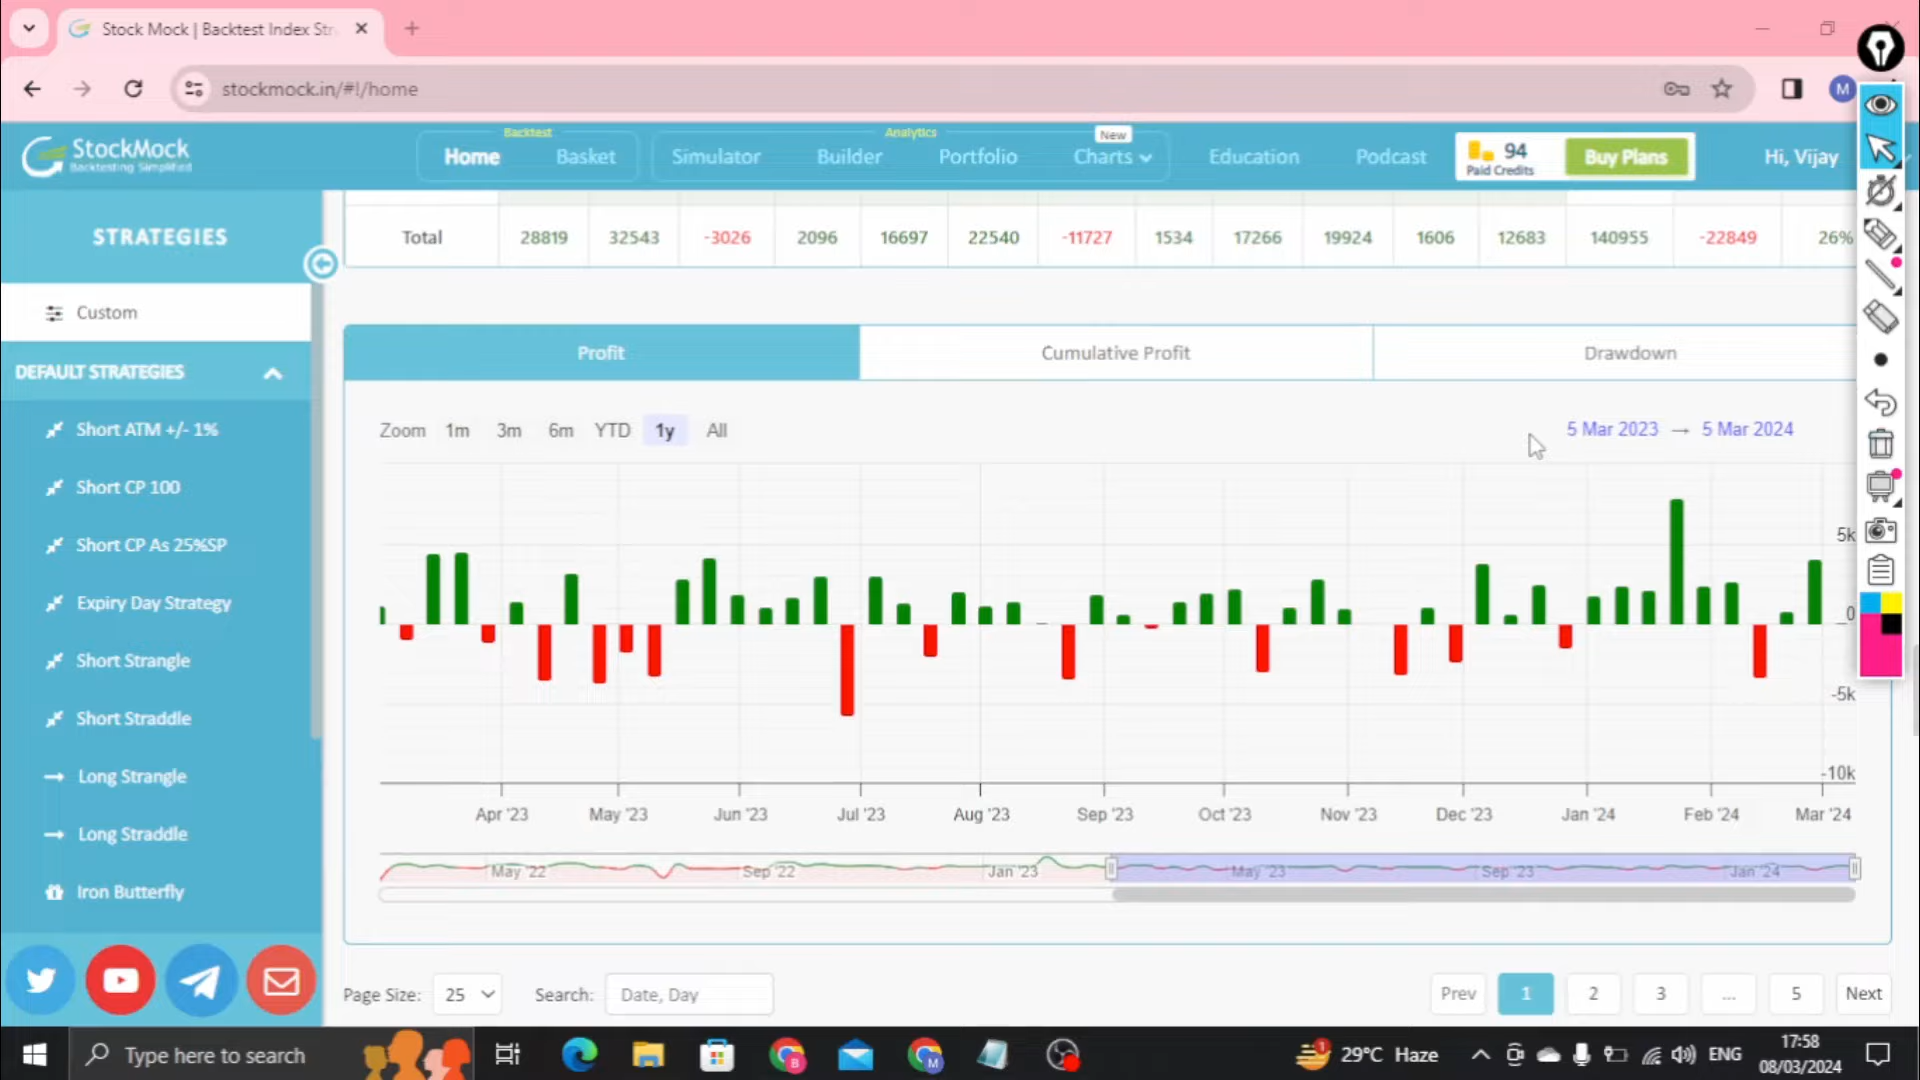 Stock Mock | Backtest Index Str
stockmock.in/#!/home
M
StockMock
Backtesting Simplified
Backtest
Home
Basket
Analytics
Simulator
Builder
Portfolio
New
Charts
Education
Podcast
94
Paid Credits
Buy Plans
Hi, Vijay
STRATEGIES
Custom
DEFAULT STRATEGIES
Short ATM +/- 1%
Short CP 100
Short CP As 25%SP
Expiry Day Strategy
Short Strangle
Short Straddle
Long Strangle
Long Straddle
Iron Butterfly
Total 28819 32543 -3026 2096 16697 22540 -11727 1534 17266 19924 1606 12683 140955 -22849 26%
Profit
Cumulative Profit
Drawdown
Zoom 1m 3m 6m YTD 1y All
5 Mar 2023 → 5 Mar 2024
5k
0
-5k
-10k
Apr '23 May '23 Jun '23 Jul '23 Aug '23 Sep '23 Oct '23 Nov '23 Dec '23 Jan '24 Feb '24 Mar '24
May '22 Sep '22 Jan '23 May '23 Sep '23 Jan '24
Page Size: 25
Search: Date, Day
Prev 1 2 3 ... 5 Next
Type here to search
B
M
1
29°C Haze
ENG
17:58
08/03/2024